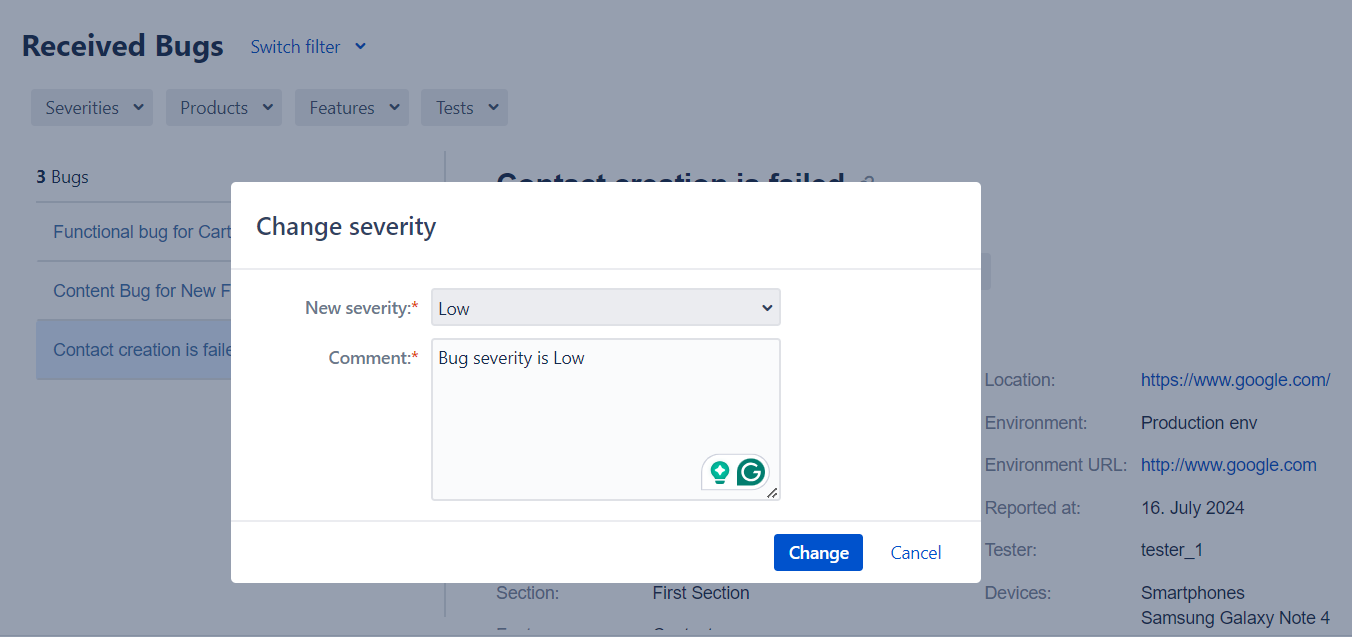 Received Bugs Switch filter
Severities Products Features Tests
3 Bugs
Functional bug for Cart
Content Bug for New
Contact creation is
Contact creation is failed
Change severity
New severity:* Low
Comment:* Bug severity is Low
Change Cancel
Location: https://www.google.com/
Environment: Production env
Environment URL: http://www.google.com
Reported at: 16. July 2024
Tester: tester_1
Section: First Section
Devices: Smartphones
Samsung Galaxy Note 4